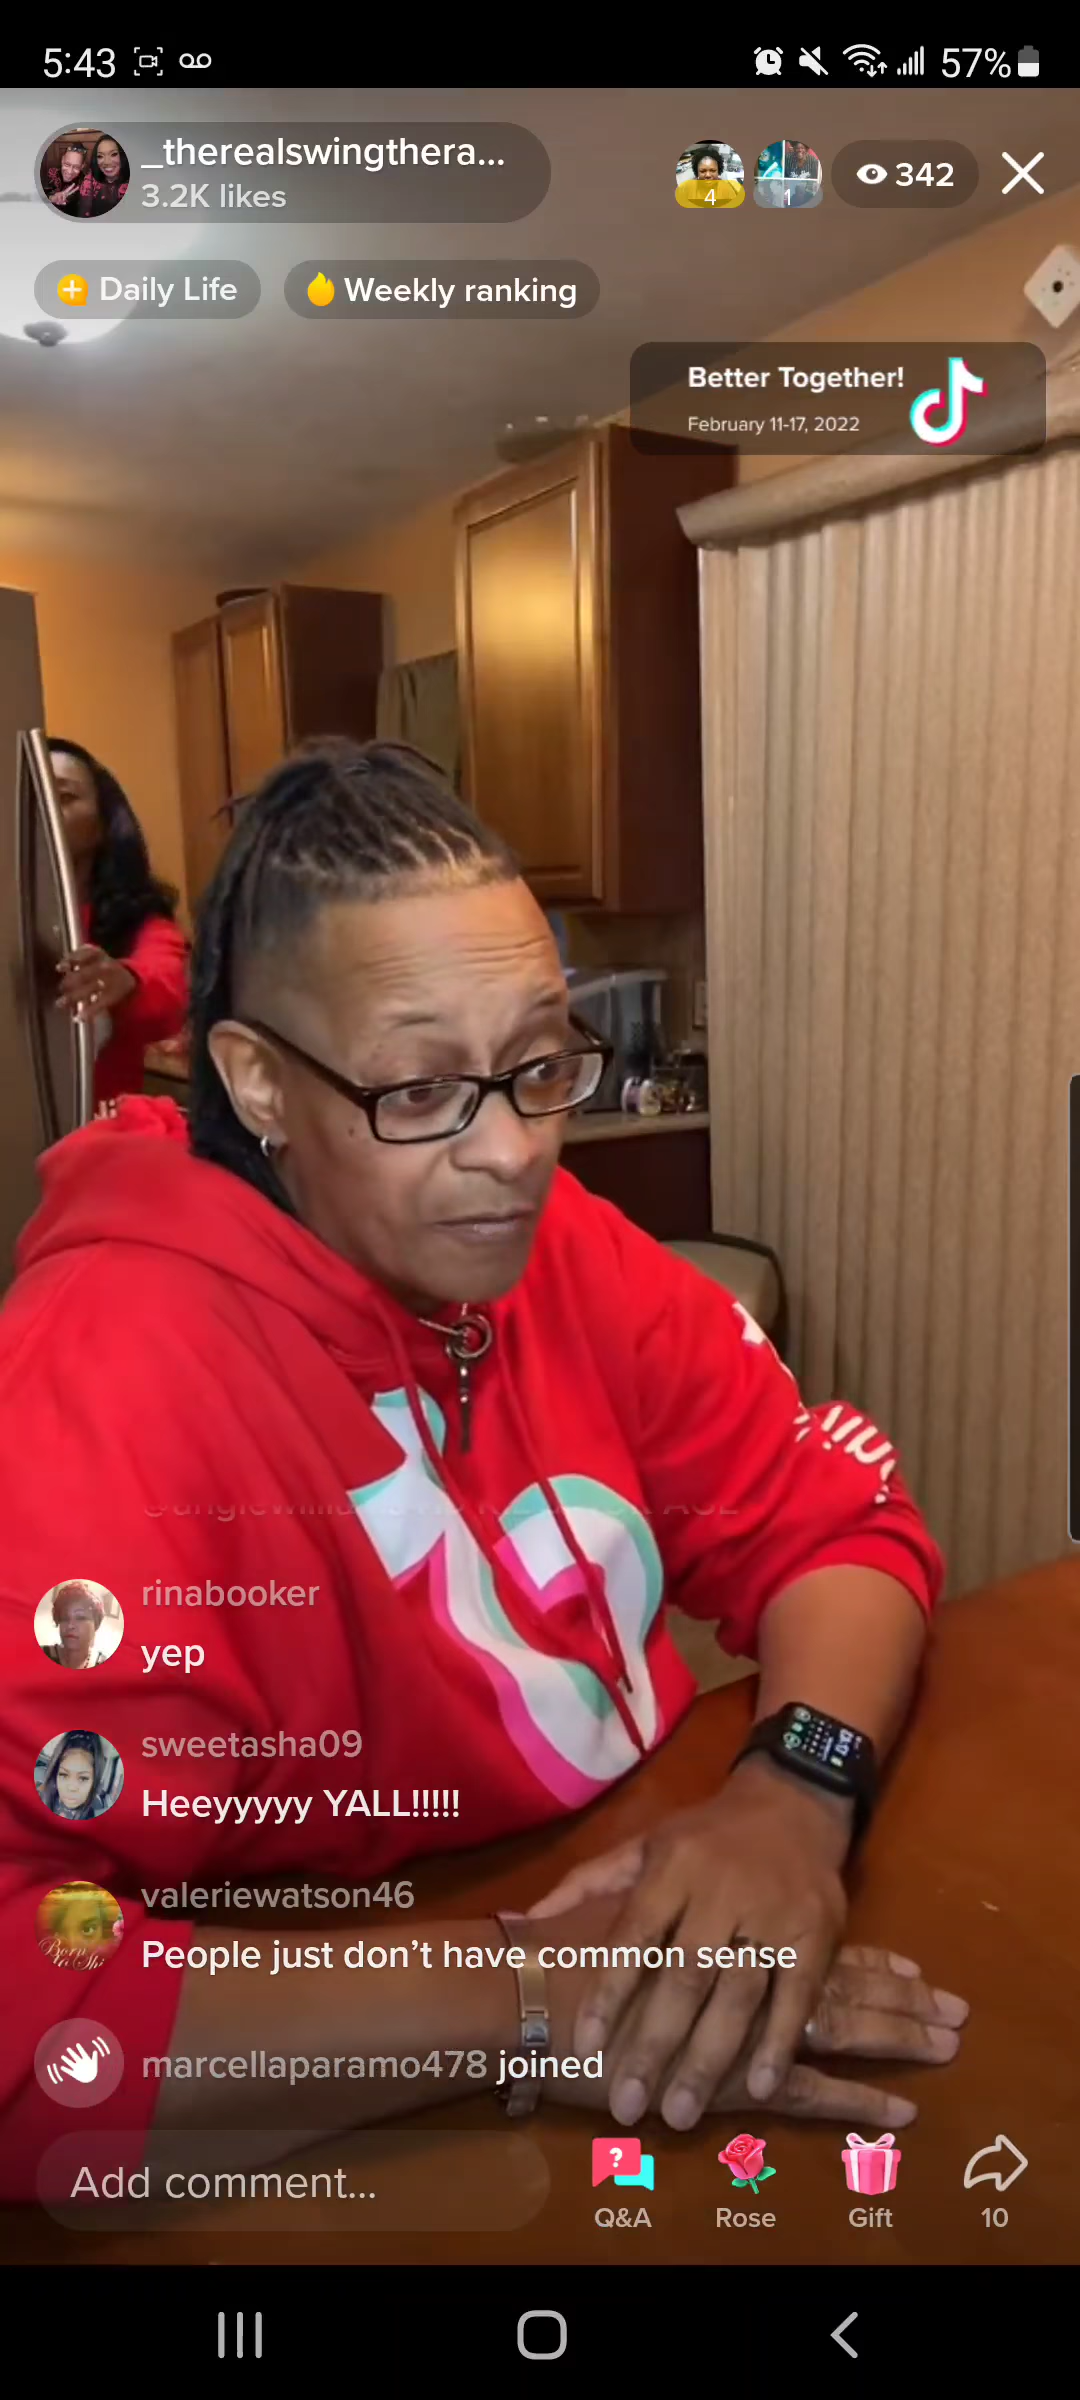 5:43
57%
_therealswingthera...
3.2K likes
4
1
342
Daily Life
Weekly ranking
Better Together!
February 11-17, 2022
rinabooker
yep
sweetasha09
Heeyyyyy YALL!!!!!
valeriewatson46
Born
People just don't have common sense
marcellaparamo478 joined
Add comment...
Q&A
Rose
Gift
10